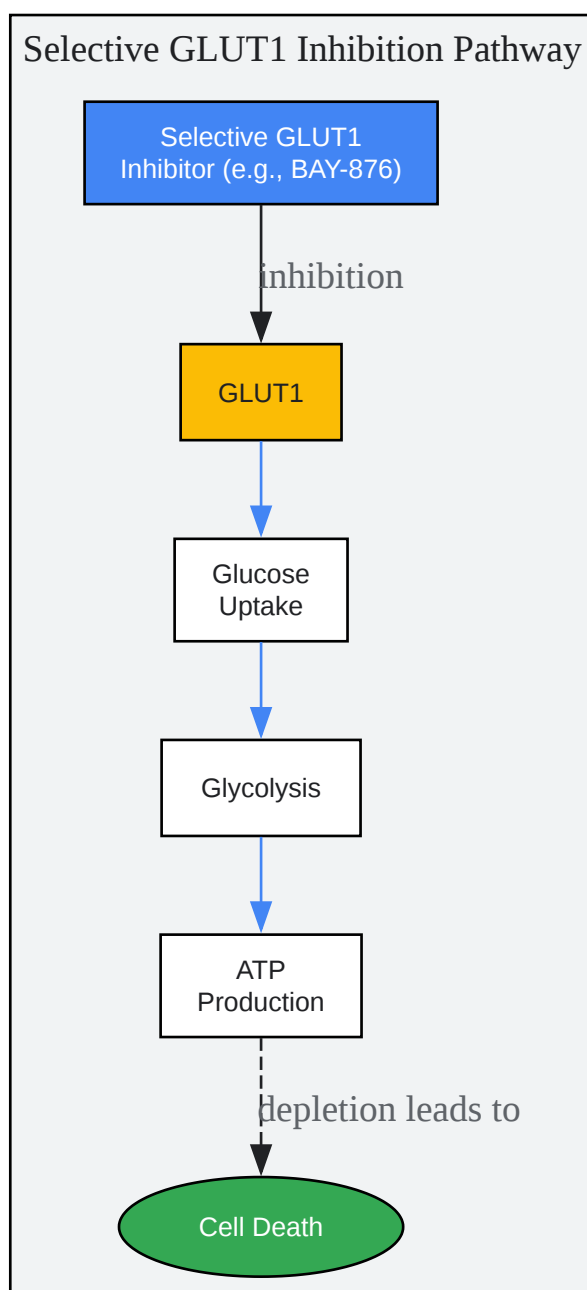 Selective GLUT1 Inhibition Pathway
Selective GLUT1
Inhibitor (e.g., BAY-876)
inhibition
GLUT1
Glucose
Uptake
Glycolysis
ATP
Production
depletion leads to
Cell Death